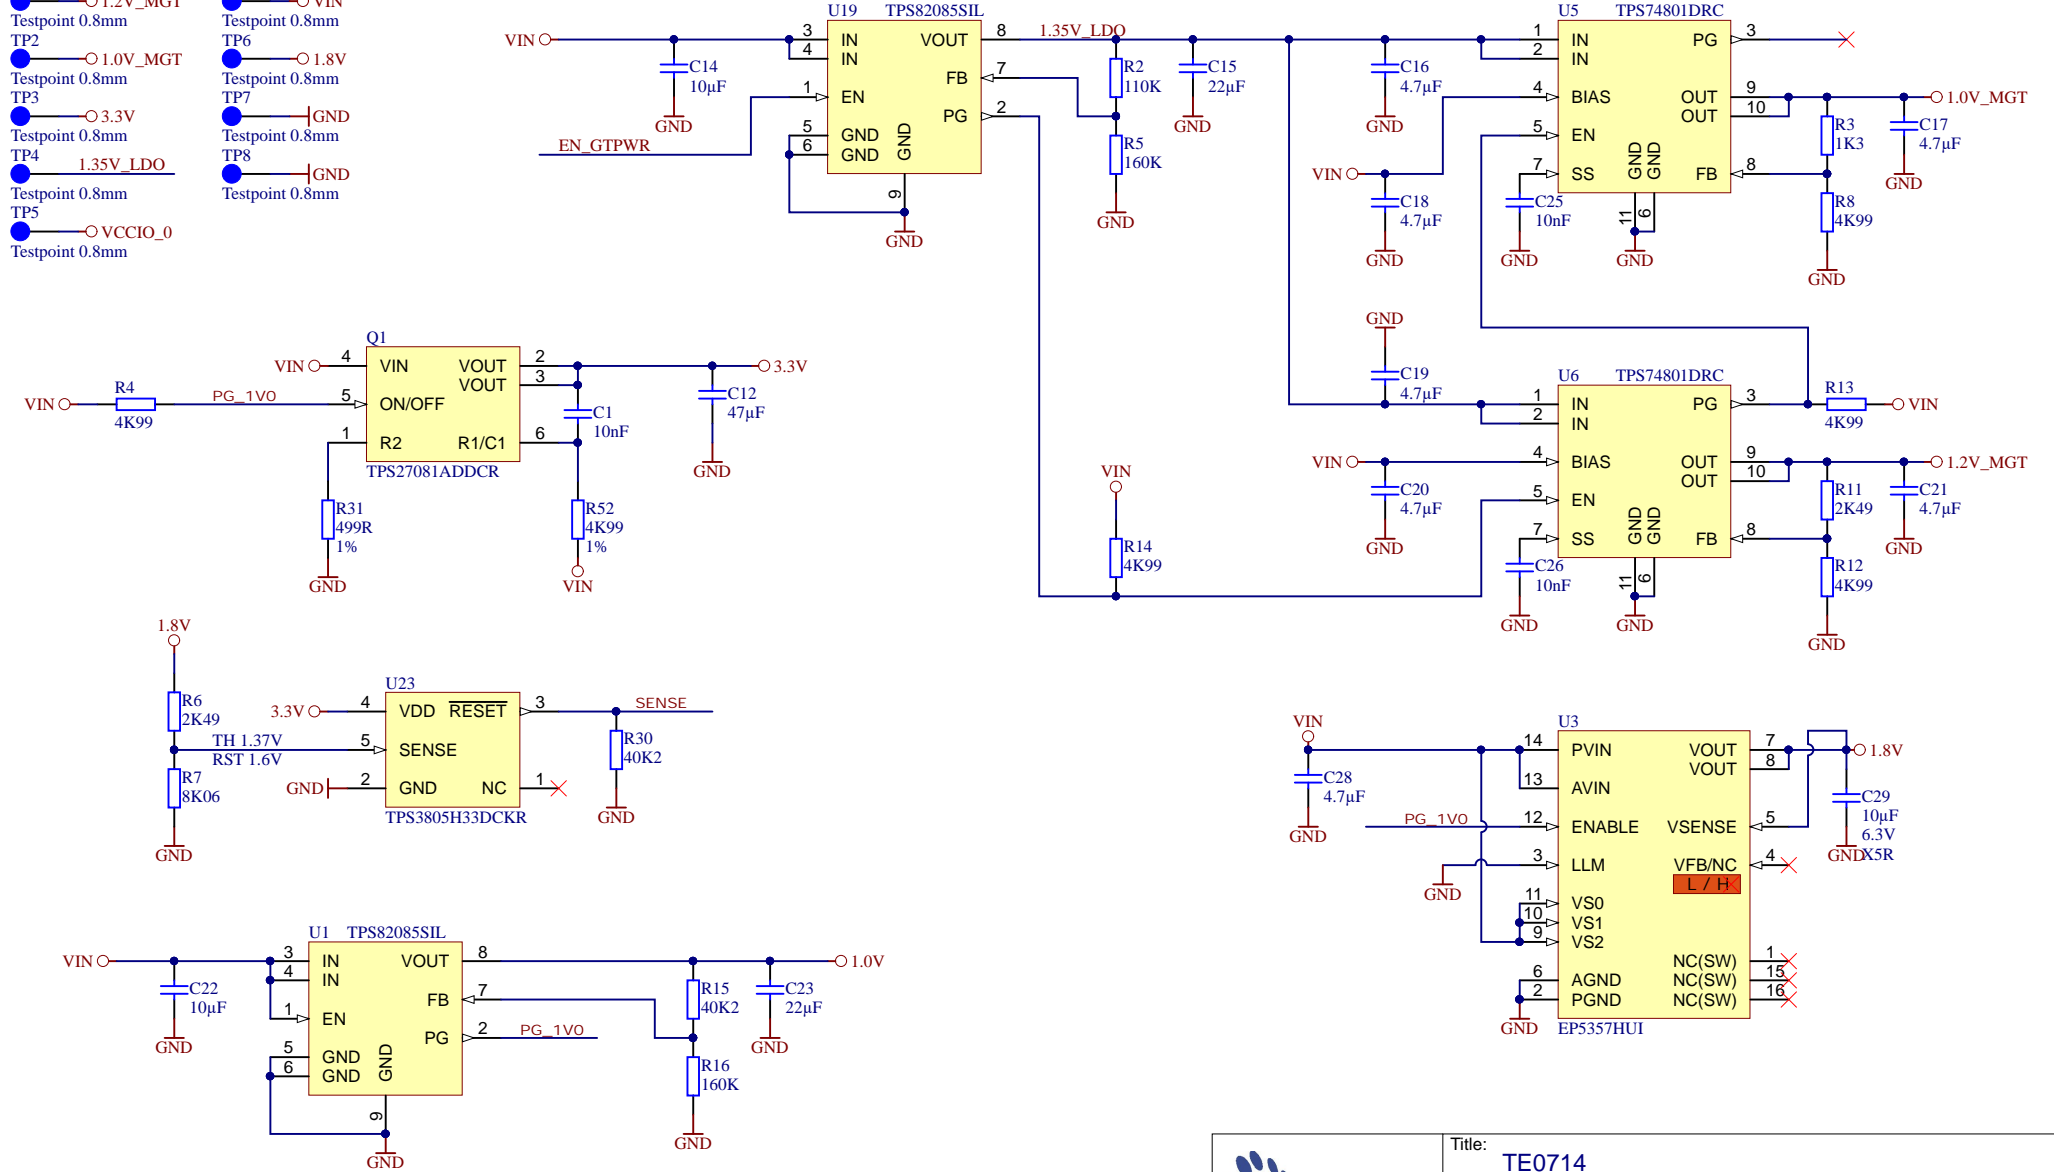 1.2V_MGT
Testpoint 0.8mm
TP2
1.0V_MGT
Testpoint 0.8mm
TP3
3.3V
Testpoint 0.8mm
TP4
1.35V_LDO
Testpoint 0.8mm
TP5
VCCIO_0
Testpoint 0.8mm
VIN
Testpoint 0.8mm
TP6
1.8V
Testpoint 0.8mm
TP7
GND
Testpoint 0.8mm
TP8
GND
Testpoint 0.8mm
U19 TPS82085SIL
VIN
C14
10µF
GND
EN_GTPWR
3 IN VOUT 8
4 IN
FB 7
1 EN
PG 2
5 GND
6 GND
GND
9
GND
1.35V_LDO
R2
110K
R5
160K
GND
C15
22µF
GND
U5 TPS74801DRC
C16
4.7µF
GND
VIN
C18
4.7µF
GND
1 IN PG 3
2 IN
4 BIAS OUT 9
OUT 10
5 EN
7 SS FB 8
GND
GND
11
6
GND
C25
10nF
GND
1.0V_MGT
R3
1K3
R8
4K99
GND
C17
4.7µF
GND
Q1
VIN
4 VIN VOUT 2
VOUT 3
5 ON/OFF
1 R2 R1/C1 6
TPS27081ADDCR
VIN
R4
4K99
PG_1V0
R31
499R
1%
GND
C1
10nF
R52
4K99
1%
VIN
C12
47µF
GND
3.3V
GND
C19
4.7µF
U6 TPS74801DRC
1 IN PG 3
2 IN
4 BIAS OUT 9
OUT 10
5 EN
7 SS FB 8
GND
GND
11
6
GND
R13
4K99
VIN
VIN
C20
4.7µF
GND
C26
10nF
GND
1.2V_MGT
R11
2K49
R12
4K99
GND
C21
4.7µF
GND
VIN
R14
4K99
1.8V
R6
2K49
TH 1.37V
RST 1.6V
R7
8K06
GND
U23
3.3V
4 VDD RESET 3
5 SENSE
2 GND NC 1
GND
TPS3805H33DCKR
SENSE
R30
40K2
GND
VIN
C28
4.7µF
GND
PG_1V0
GND
U3
14 PVIN VOUT 7
VOUT 8
13 AVIN
12 ENABLE VSENSE 5
3 LLM VFB/NC 4
L / H
11 VS0
10 VS1
9 VS2
NC(SW) 1
6 AGND NC(SW) 15
2 PGND NC(SW) 16
GND
EP5357HUI
1.8V
C29
10µF
6.3V
X5R
GND
U1 TPS82085SIL
VIN
C22
10µF
GND
3 IN VOUT 8
4 IN
FB 7
1 EN
PG 2
PG_1V0
5 GND
6 GND
GND
9
GND
R15
40K2
R16
160K
GND
C23
22µF
GND
1.0V
Title:
TE0714